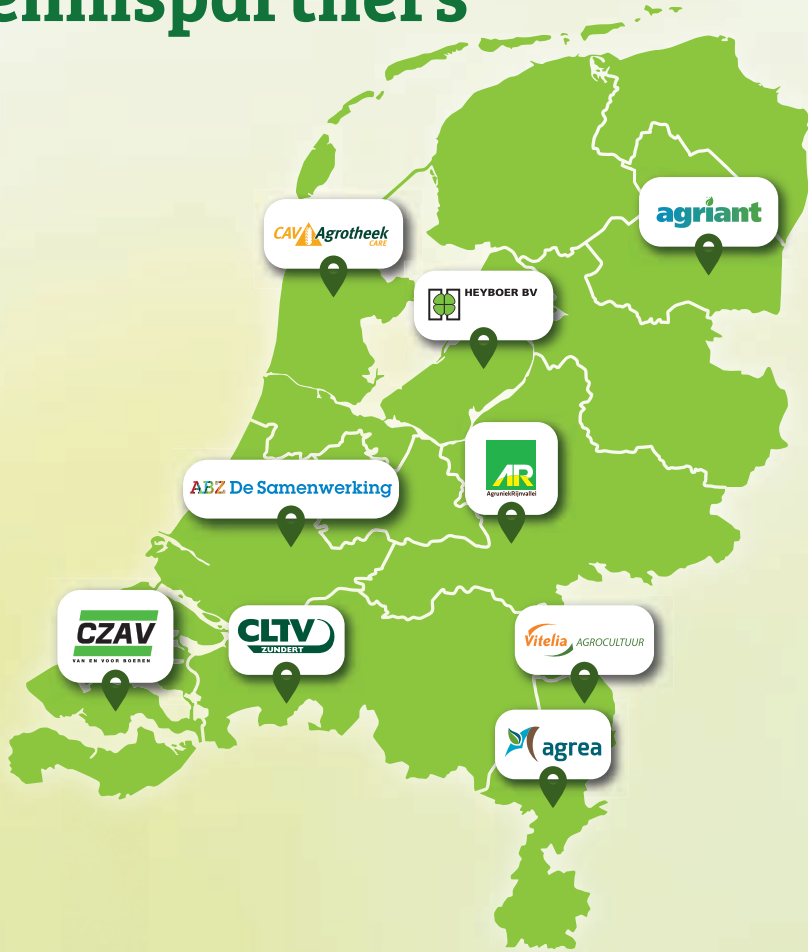 agriant
CAV Agrotheek
CARE
HEYBOER BV
AR
AgruniekRijnvallei
ABZ De Samenwerking
CZAV
VAN EN VOOR BOEREN
CLTV
ZUNDERT
Vitelia AGROCULTUUR
agrea